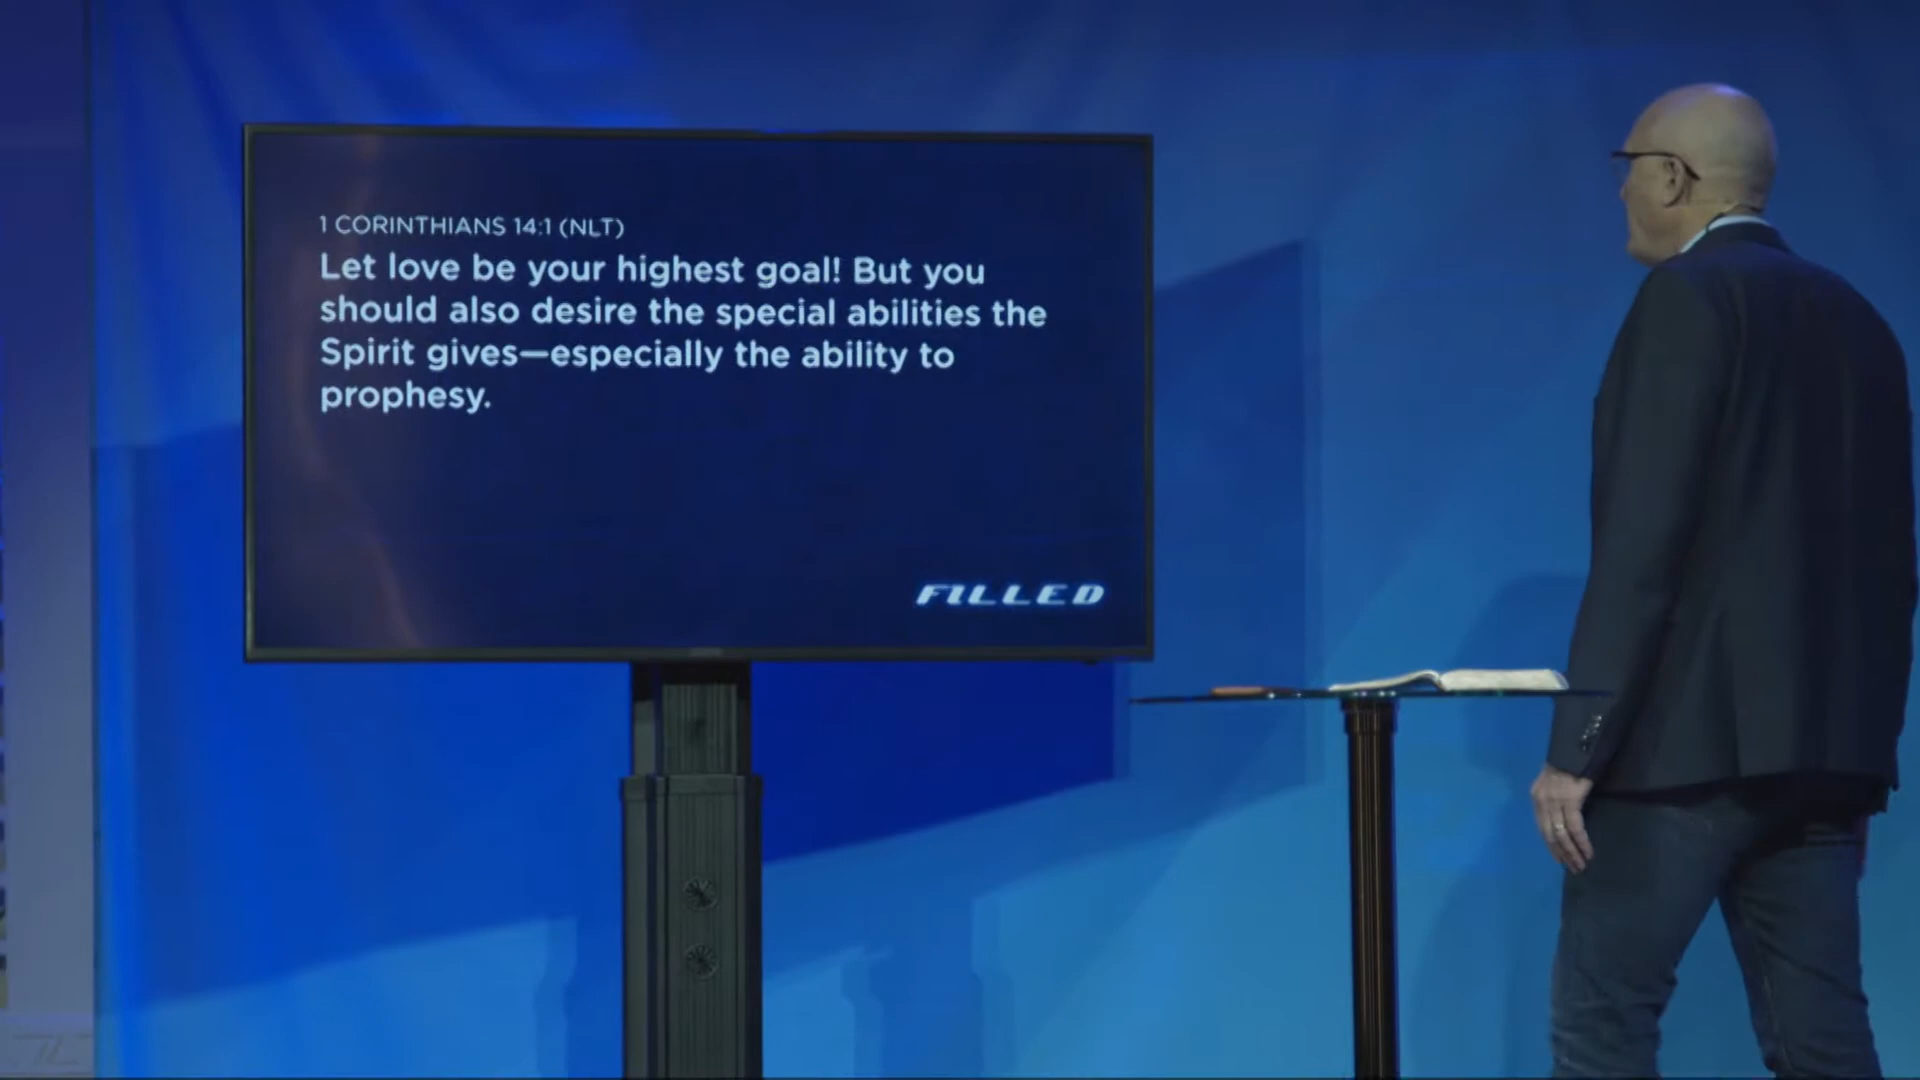 1 CORINTHIANS 14:1 (NLT)
Let love be your highest goal! But you
should also desire the special abilities the
Spirit gives—especially the ability to
prophesy.
FILLED